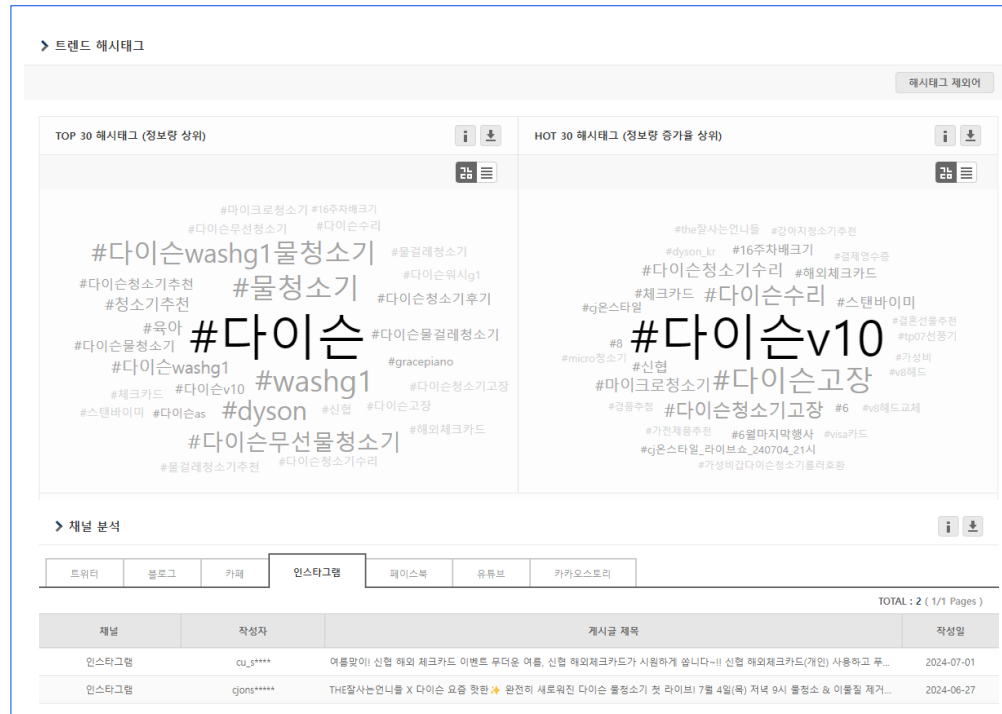 트렌드 해시태그
해시태그 제외어
TOP 30 해시태그 (정보량 상위)
#마이크로청소기 #16주차배크기
#다이슨무선청소기 #다이슨수리
#다이슨washg1물청소기 #물걸레청소기
#다이슨청소기추천 #물청소기 #다이슨워시g1
#청소기추천 #다이슨청소기후기
#육아 #다이슨 #다이슨물걸레청소기
#다이슨물청소기
#다이슨washg1 #gracepiano
#체크카드 #다이슨v10 #washg1 #다이슨청소기고장
#스탠바이미 #다이슨as #dyson #신협 #다이슨고장
#다이슨무선물청소기 #해외체크카드
#물걸레청소기추천 #다이슨청소기수리
HOT 30 해시태그 (정보량 증가율 상위)
#the잘사는언니들 #강아지청소기추천
#dyson_kr #16주차배크기 #결제영수증
#다이슨청소기수리 #해외체크카드
#체크카드 #다이슨수리 #스탠바이미
#cj온스타일 #결혼선물추천
#8 #다이슨v10 #tp07선풍기
#micro청소기 #신협 #가성비
#마이크로청소기 #다이슨고장 #v8헤드
#경품추첨 #다이슨청소기고장 #6 #v8헤드교체
#가전제품추천 #6월마지막행사 #visa카드
#cj온스타일_라이브쇼_240704_21시
#가성비갑다이슨청소기롤러호환
채널 분석
트위터 블로그 카페 인스타그램 페이스북 유튜브 카카오스토리
TOTAL : 2 ( 1/1 Pages )
채널 작성자 게시글 제목 작성일
인스타그램 cu_s**** 여름맞이! 신협 해외 체크카드 이벤트 무더운 여름, 신협 해외체크카드가 시원하게 쏩니다~!! 신협 해외체크카드(개인) 사용하고 푸... 2024-07-01
인스타그램 cjons***** THE잘사는언니들 X 다이슨 요즘 핫한✨ 완전히 새로워진 다이슨 물청소기 첫 라이브! 7월 4일(목) 저녁 9시 물청소 & 이물질 제거... 2024-06-27